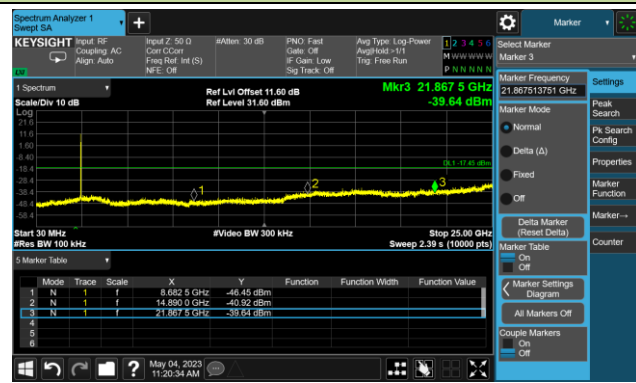 Spectrum Analyzer 1
Swept SA
+
Marker
KEYSIGHT
Input: RF
Coupling: AC
Align: Auto
Input Z: 50 Ω
Corr CCorr
Freq Ref: Int (S)
NFE: Off
#Atten: 30 dB
PNO: Fast
Gate: Off
IF Gain: Low
Sig Track: Off
Avg Type: Log-Power
Avg|Hold >1/1
Trig: Free Run
1 2 3 4 5 6
M W W W W W
P N N N N N
LXI
Select Marker
Marker 3
1 Spectrum
Scale/Div 10 dB
Log
Ref Lvl Offset 11.60 dB
Ref Level 31.60 dBm
Mkr3 21.867 5 GHz
-39.64 dBm
21.6
11.6
1.60
-8.40
-18.4
-28.4
-38.4
-48.4
-58.4
DL1 -17.45 dBm
1
2
3
Start 30 MHz
#Res BW 100 kHz
#Video BW 300 kHz
Stop 25.00 GHz
Sweep 2.39 s (10000 pts)
5 Marker Table
Mode Trace Scale X Y Function Function Width Function Value
1 N 1 f 8.682 5 GHz -46.45 dBm
2 N 1 f 14.890 0 GHz -40.92 dBm
3 N 1 f 21.867 5 GHz -39.64 dBm
4
5
6
Marker Frequency
21.867513751 GHz
Marker Mode
Normal
Delta (Δ)
Fixed
Off
Delta Marker
(Reset Delta)
Marker Table
On
Off
Marker Settings
Diagram
All Markers Off
Couple Markers
On
Off
Settings
Peak
Search
Pk Search
Config
Properties
Marker
Function
Marker→
Counter
?
May 04, 2023
11:20:34 AM